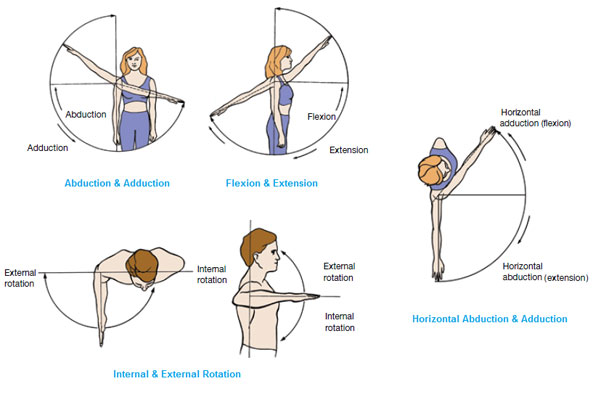 Abduction
Adduction
Abduction & Adduction
Flexion
Extension
Flexion & Extension
Horizontal
adduction (flexion)
Horizontal
abduction (extension)
Horizontal Abduction & Adduction
External
rotation
Internal
rotation
External
rotation
Internal
rotation
Internal & External Rotation